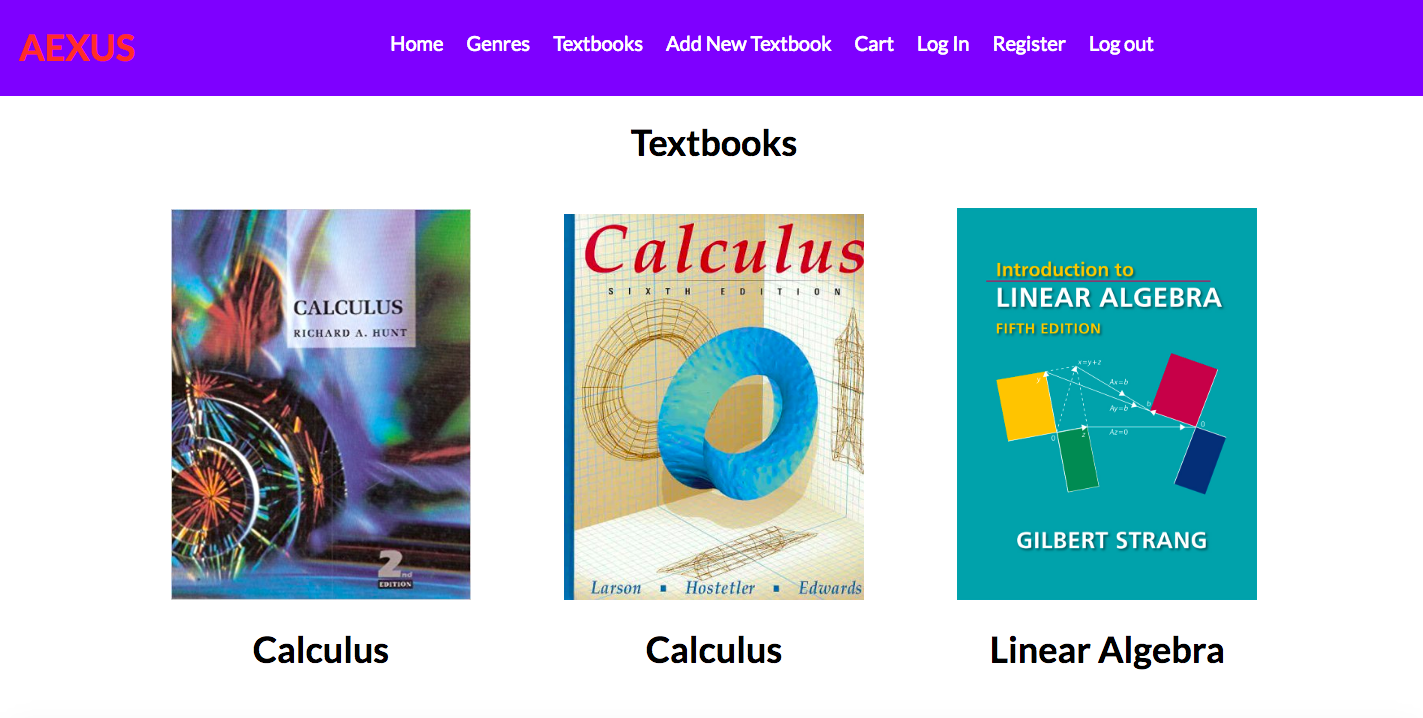 AEXUS
Home Genres Textbooks Add New Textbook Cart Log In Register Log out
Textbooks
CALCULUS
RICHARD A. HUNT
2nd
EDITION
Calculus
SIXTH EDITION
Larson ▪ Hostetler ▪ Edwards
Introduction to
LINEAR ALGEBRA
FIFTH EDITION
x=y+z
y
Ax=b
b
Ay=b
0
Az=0
0
z
GILBERT STRANG
Calculus
Calculus
Linear Algebra